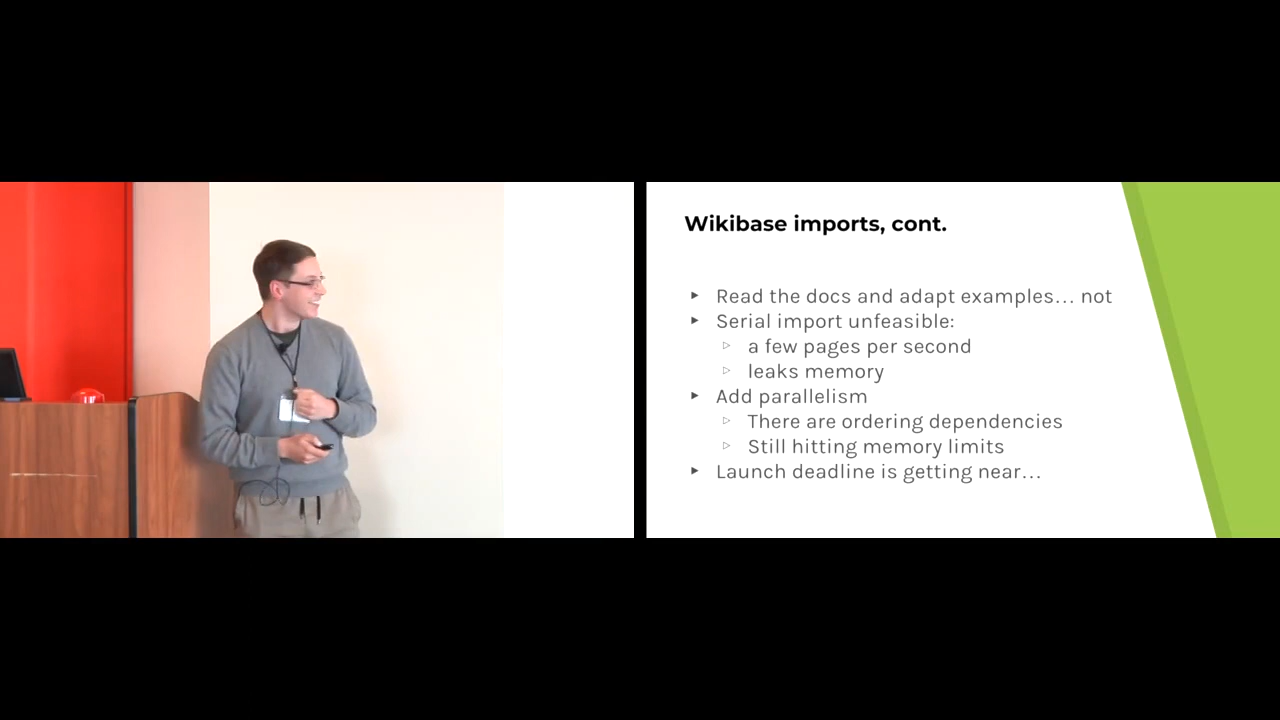 Wikibase imports, cont.
Read the docs and adapt examples… not
Serial import unfeasible:
a few pages per second
leaks memory
Add parallelism
There are ordering dependencies
Still hitting memory limits
Launch deadline is getting near…